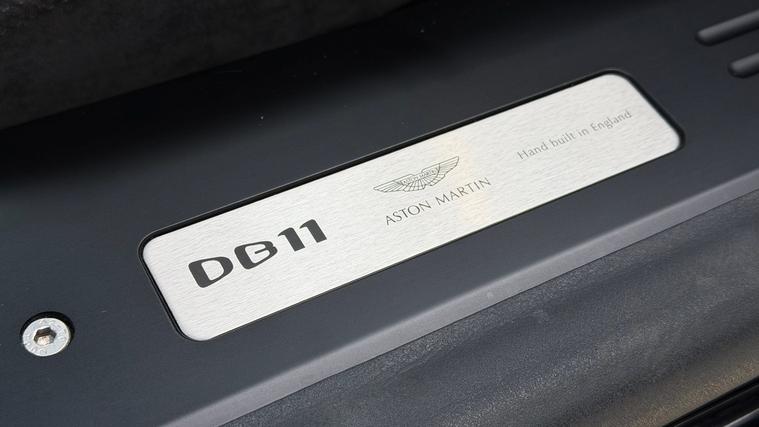 DB11
ASTON MARTIN
Hand built in England